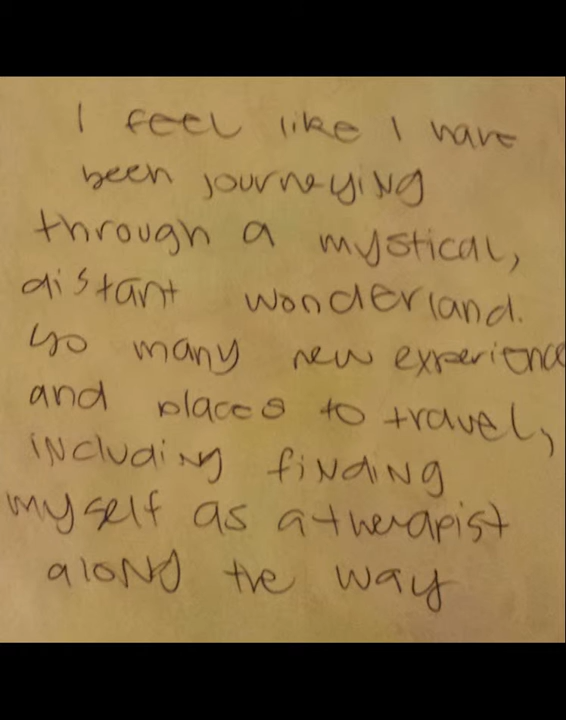 I feel like I have
been journeying
through a mystical,
distant wonderland.
So many new experience
and places to travel,
including finding
myself as a therapist
along the way